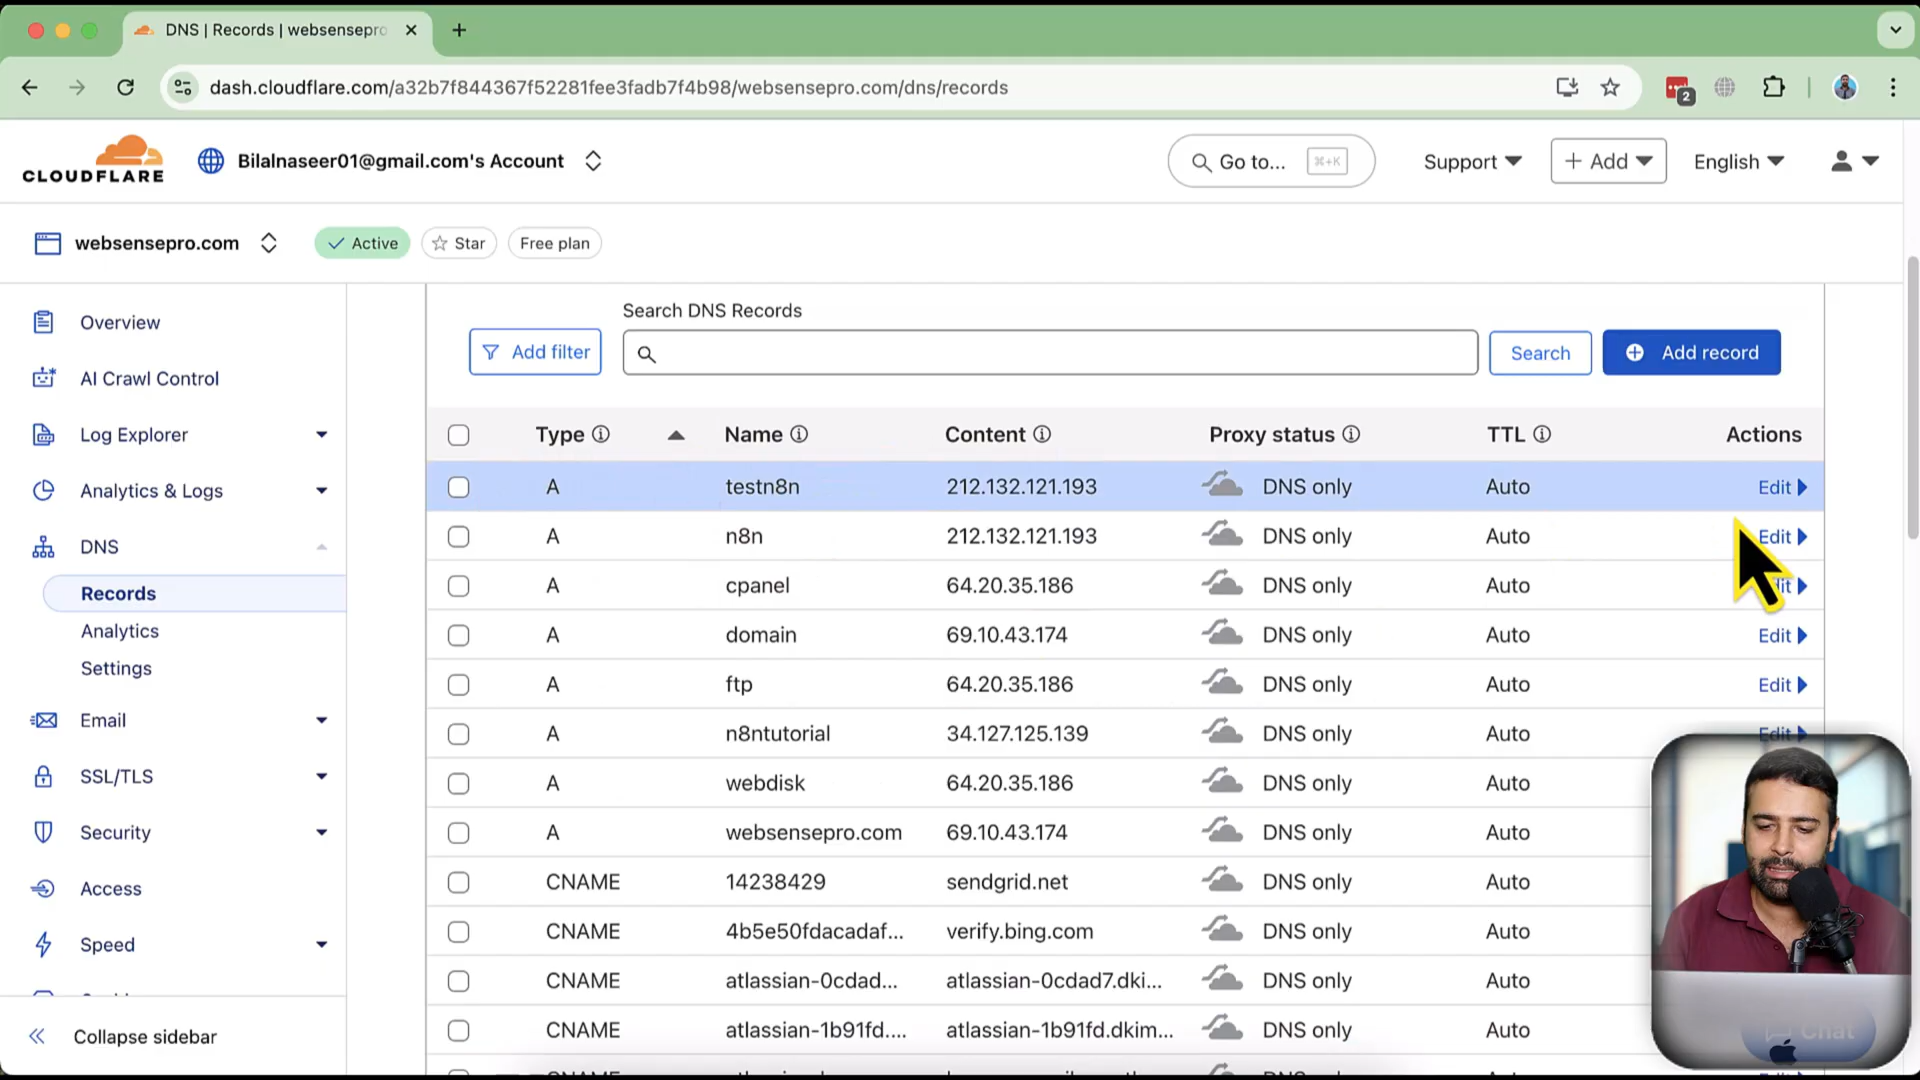 DNS | Records | websensepro
dash.cloudflare.com/a32b7f844367f52281fee3fadb7f4b98/websensepro.com/dns/records
2
CLOUDFLARE
Bilalnaseer01@gmail.com's Account
Go to... ⌘+K
Support
+ Add
English
websensepro.com
Active
Star
Free plan
Overview
AI Crawl Control
Log Explorer
Analytics & Logs
DNS
Records
Analytics
Settings
Email
SSL/TLS
Security
Access
Speed
Collapse sidebar
Search DNS Records
Add filter
Search
Add record
Type Name Content Proxy status TTL Actions
A testn8n 212.132.121.193 DNS only Auto Edit
A n8n 212.132.121.193 DNS only Auto Edit
A cpanel 64.20.35.186 DNS only Auto
A domain 69.10.43.174 DNS only Auto Edit
A ftp 64.20.35.186 DNS only Auto Edit
A n8ntutorial 34.127.125.139 DNS only Auto Edit
A webdisk 64.20.35.186 DNS only Auto
A websensepro.com 69.10.43.174 DNS only Auto
CNAME 14238429 sendgrid.net DNS only Auto
CNAME 4b5e50fdacadaf... verify.bing.com DNS only Auto
CNAME atlassian-0cdad... atlassian-0cdad7.dki... DNS only Auto
CNAME atlassian-1b91fd.... atlassian-1b91fd.dkim... DNS only Auto
Chat